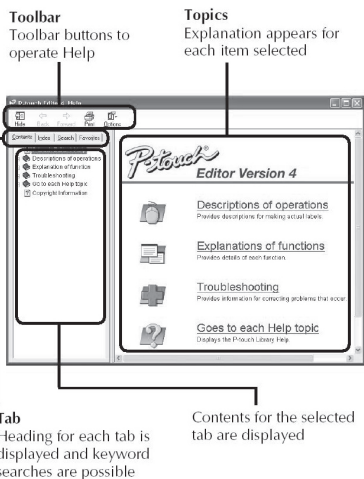 Toolbar
Toolbar buttons to
operate Help
Topics
Explanation appears for
each item selected
P-touch Editor Help
Hide Back Forward Print Options
Contents Index Search Favorites
Descriptions of operations
Explanation of function
Troubleshooting
Go to each Help topic
Copyright Information
P-touch
Editor Version 4
Descriptions of operations
Provides descriptions for making actual labels.
Explanations of functions
Provides details of each function.
Troubleshooting
Provides information for correcting problems that occur.
Goes to each Help topic
Displays the P-touch Library Help.
Tab
Heading for each tab is
displayed and keyword
searches are possible
Contents for the selected
tab are displayed